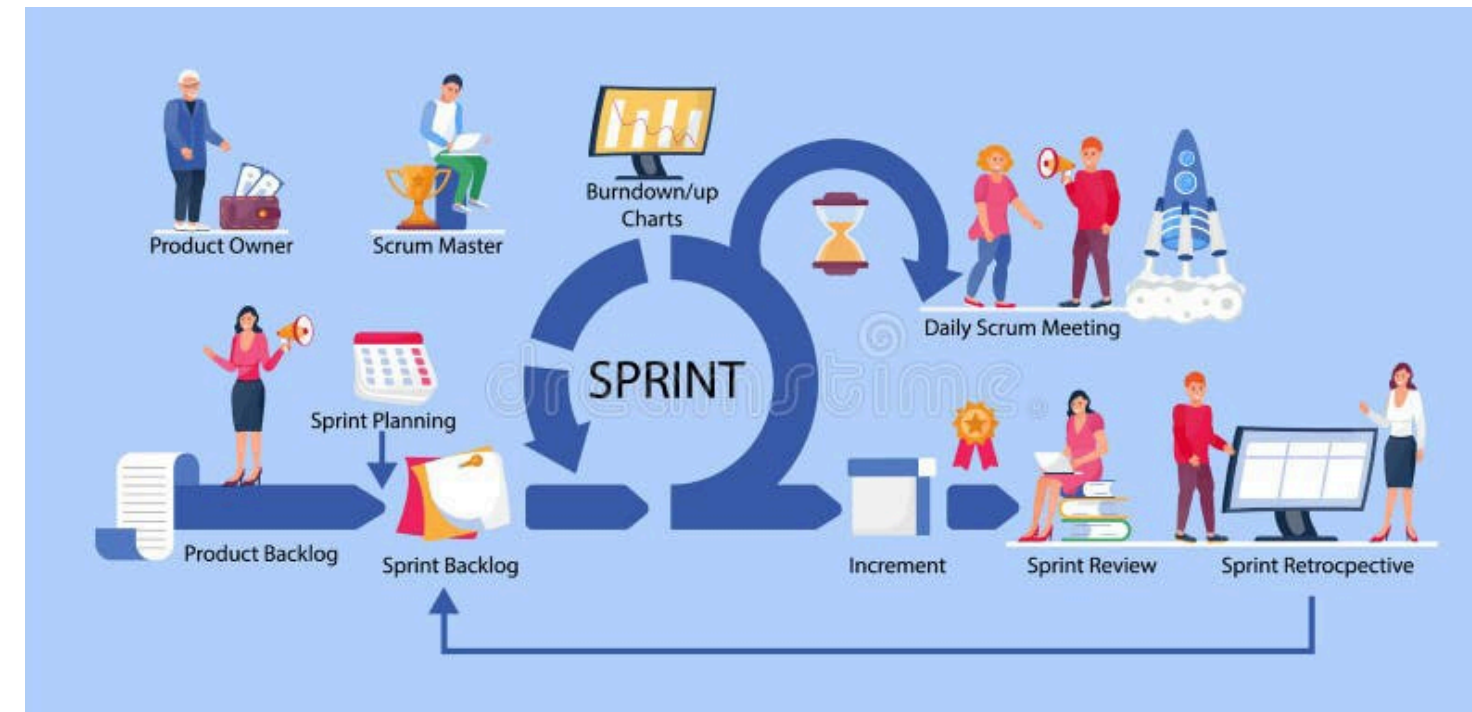 Product Owner
Scrum Master
Burndown/up
Charts
Daily Scrum Meeting
SPRINT
dreamstime.
Sprint Planning
Product Backlog
Sprint Backlog
Increment
Sprint Review
Sprint Retrocpective